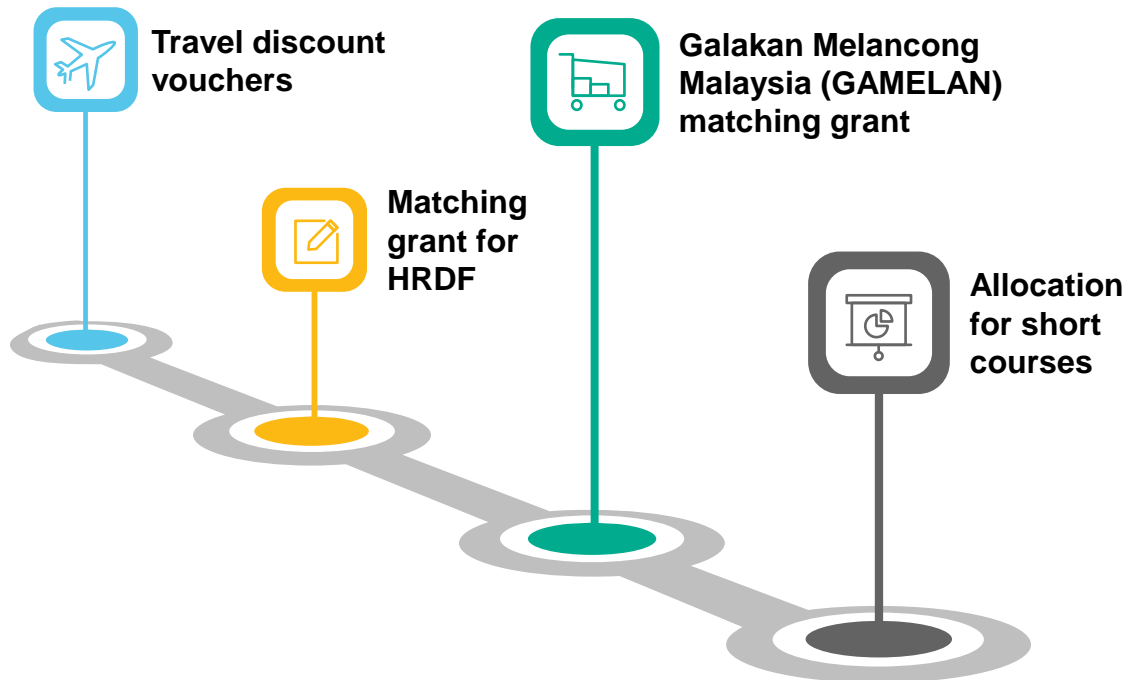 Travel discount
vouchers
Matching
grant for
HRDF
Galakan Melancong
Malaysia (GAMELAN)
matching grant
Allocation
for short
courses